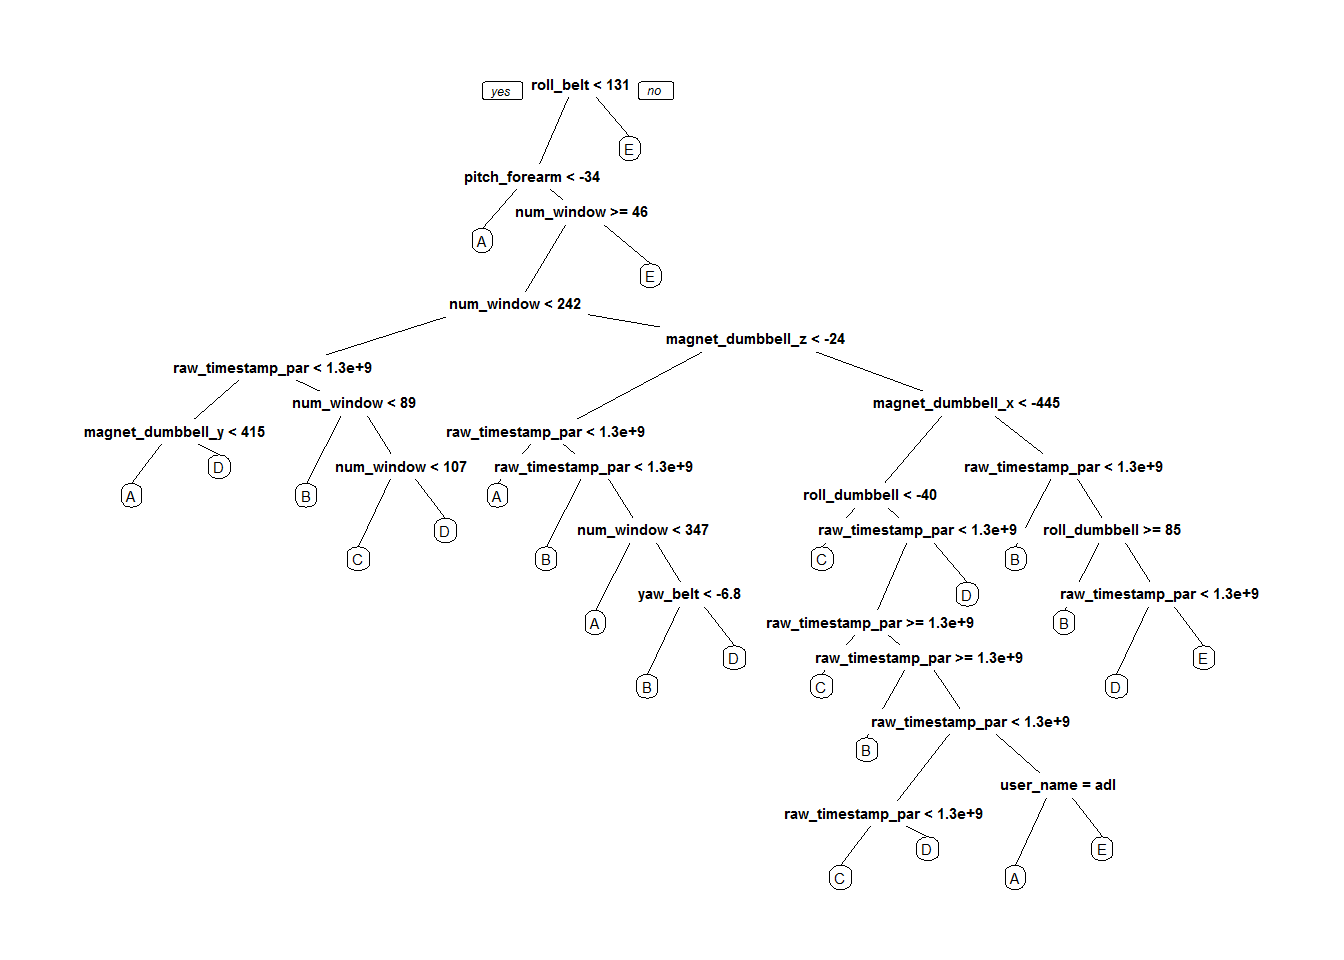 yes roll_belt < 131 no
E
pitch_forearm < -34
num_window >= 46
A
E
num_window < 242
magnet_dumbbell_z < -24
raw_timestamp_par < 1.3e+9
num_window < 89 magnet_dumbbell_x < -445
magnet_dumbbell_y < 415 raw_timestamp_par < 1.3e+9
D num_window < 107 raw_timestamp_par < 1.3e+9 raw_timestamp_par < 1.3e+9
A B A roll_dumbbell < -40
D num_window < 347 raw_timestamp_par < 1.3e+9 roll_dumbbell >= 85
C B C B
yaw_belt < -6.8 D raw_timestamp_par < 1.3e+9
A raw_timestamp_par >= 1.3e+9 B
D raw_timestamp_par >= 1.3e+9 E
B C D
raw_timestamp_par < 1.3e+9
B
user_name = adl
raw_timestamp_par < 1.3e+9
D E
C A